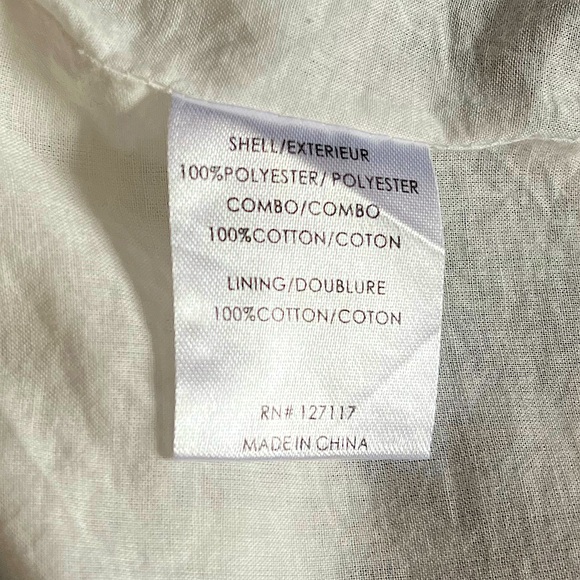 SHELL/EXTERIEUR
100%POLYESTER/ POLYESTER
COMBO/COMBO
100%COTTON/COTON
LINING/DOUBLURE
100%COTTON/COTON
RN# 127117
MADE IN CHINA